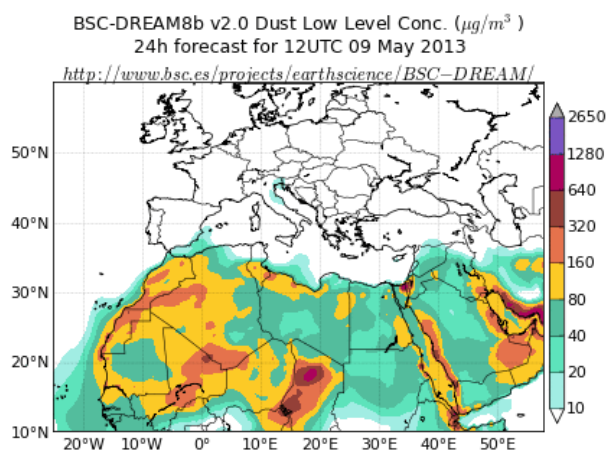 BSC-DREAM8b v2.0 Dust Low Level Conc. (μg/m³ )
24h forecast for 12UTC 09 May 2013
http://www.bsc.es/projects/earthscience/BSC−DREAM/
2650
1280
50°N
640
40°N
320
160
30°N
80
40
20°N
20
10
10°N
20°W 10°W 0° 10°E 20°E 30°E 40°E 50°E